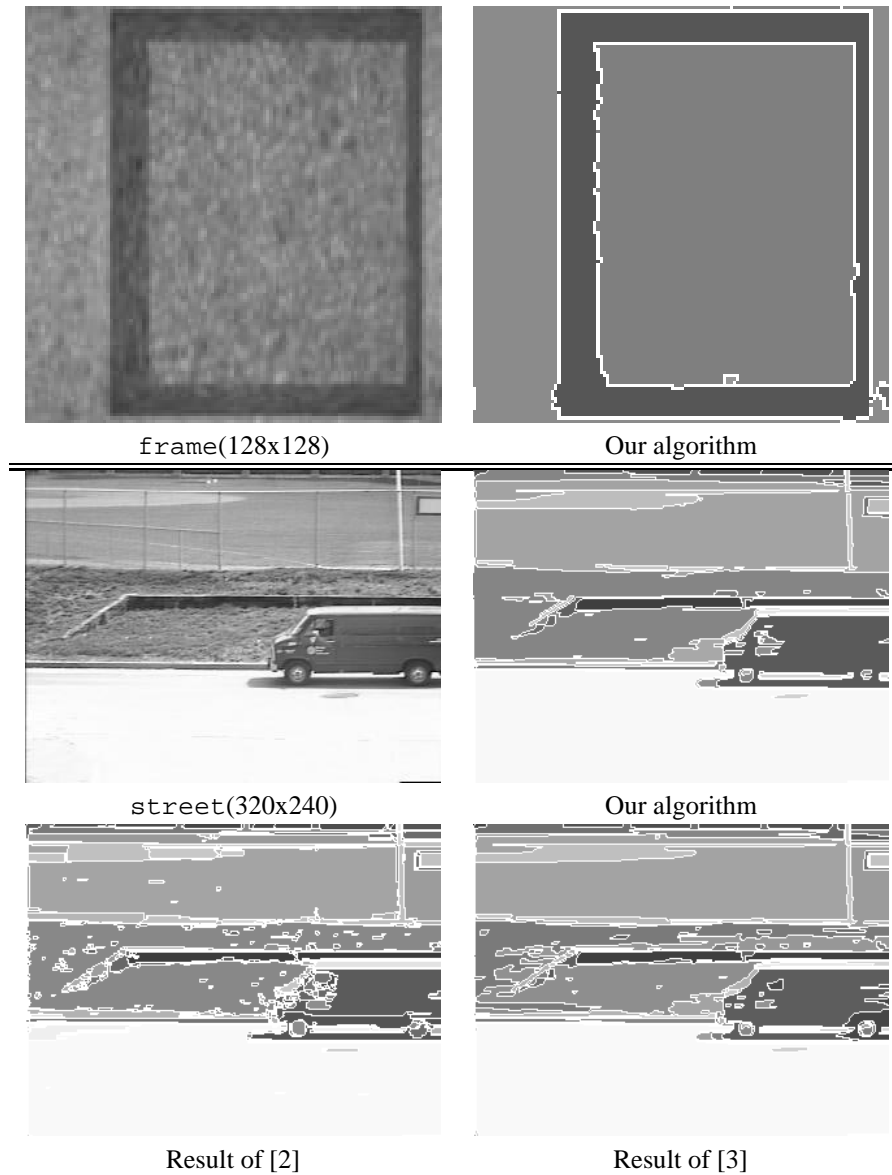 frame(128x128) Our algorithm
street(320x240) Our algorithm
Result of [2] Result of [3]